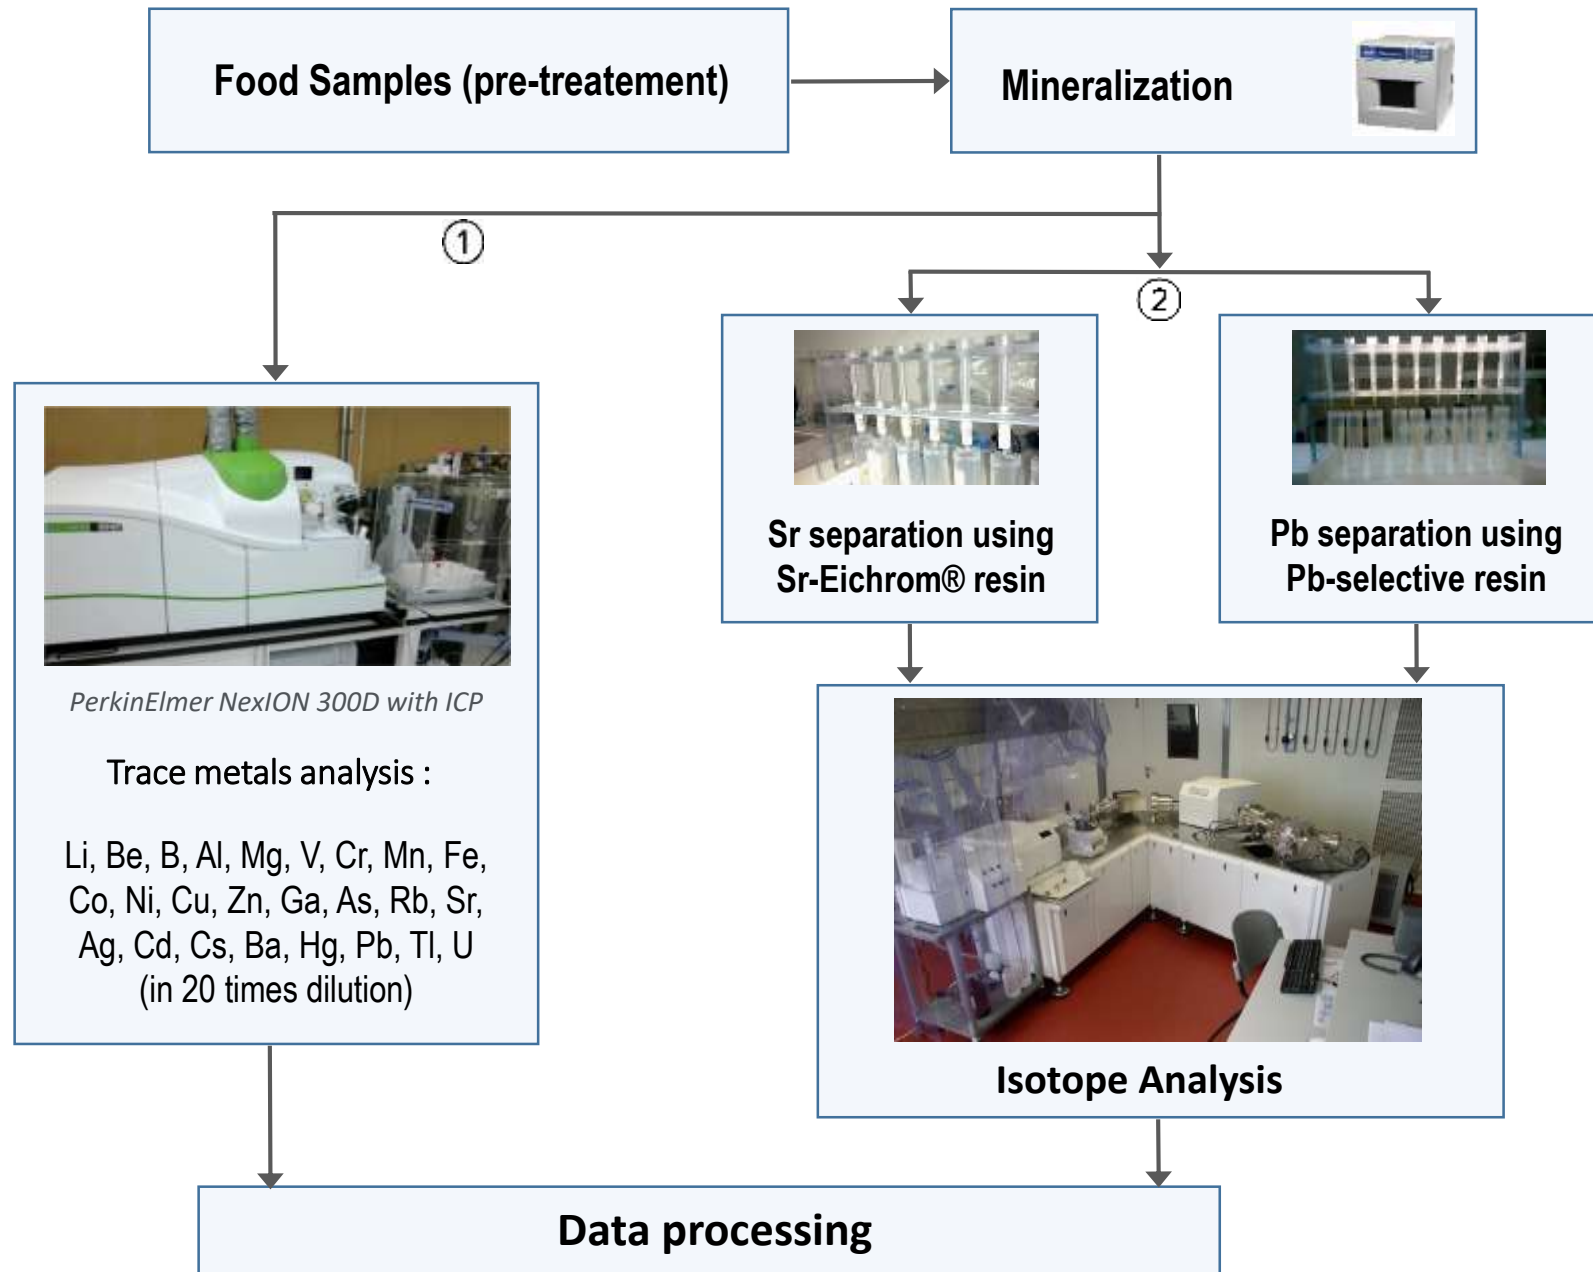 Food Samples (pre-treatement)
Mineralization
1
2
Sr separation using
Sr-Eichrom® resin
Pb separation using
Pb-selective resin
PerkinElmer NexION 300D with ICP
Trace metals analysis :
Li, Be, B, Al, Mg, V, Cr, Mn, Fe,
Co, Ni, Cu, Zn, Ga, As, Rb, Sr,
Ag, Cd, Cs, Ba, Hg, Pb, Tl, U
(in 20 times dilution)
Isotope Analysis
Data processing